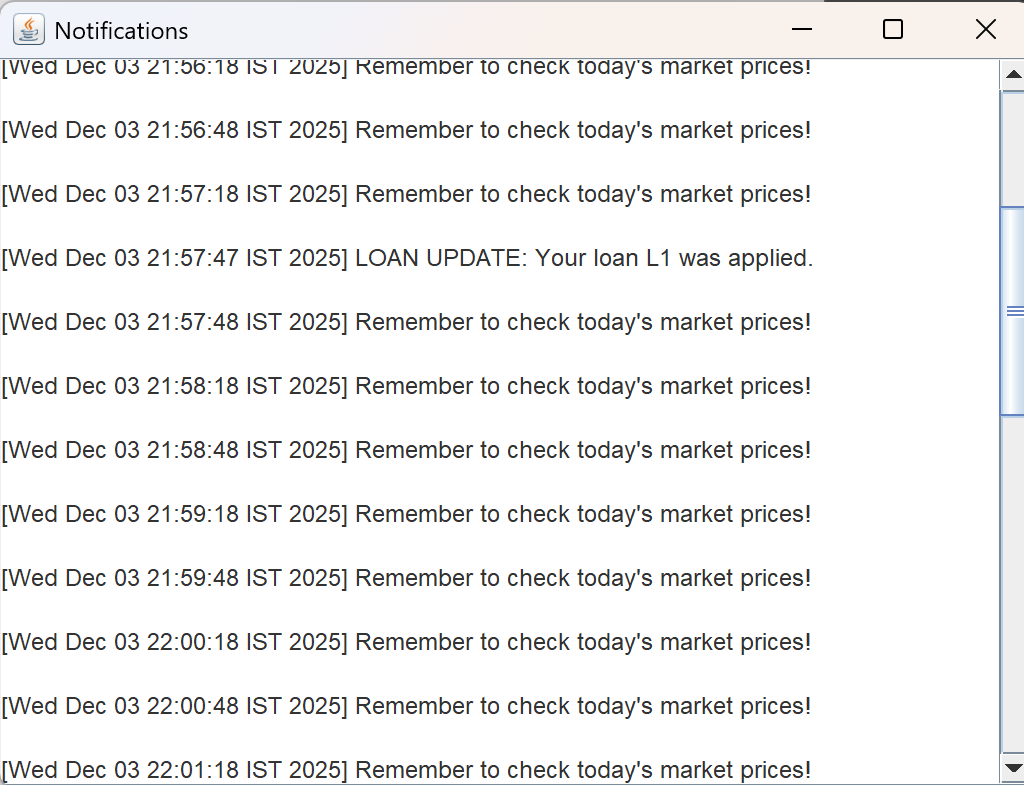 Notifications
[Wed Dec 03 21:56:18 IST 2025] Remember to check today's market prices!
[Wed Dec 03 21:56:48 IST 2025] Remember to check today's market prices!
[Wed Dec 03 21:57:18 IST 2025] Remember to check today's market prices!
[Wed Dec 03 21:57:47 IST 2025] LOAN UPDATE: Your loan L1 was applied.
[Wed Dec 03 21:57:48 IST 2025] Remember to check today's market prices!
[Wed Dec 03 21:58:18 IST 2025] Remember to check today's market prices!
[Wed Dec 03 21:58:48 IST 2025] Remember to check today's market prices!
[Wed Dec 03 21:59:18 IST 2025] Remember to check today's market prices!
[Wed Dec 03 21:59:48 IST 2025] Remember to check today's market prices!
[Wed Dec 03 22:00:18 IST 2025] Remember to check today's market prices!
[Wed Dec 03 22:00:48 IST 2025] Remember to check today's market prices!
[Wed Dec 03 22:01:18 IST 2025] Remember to check today's market prices!